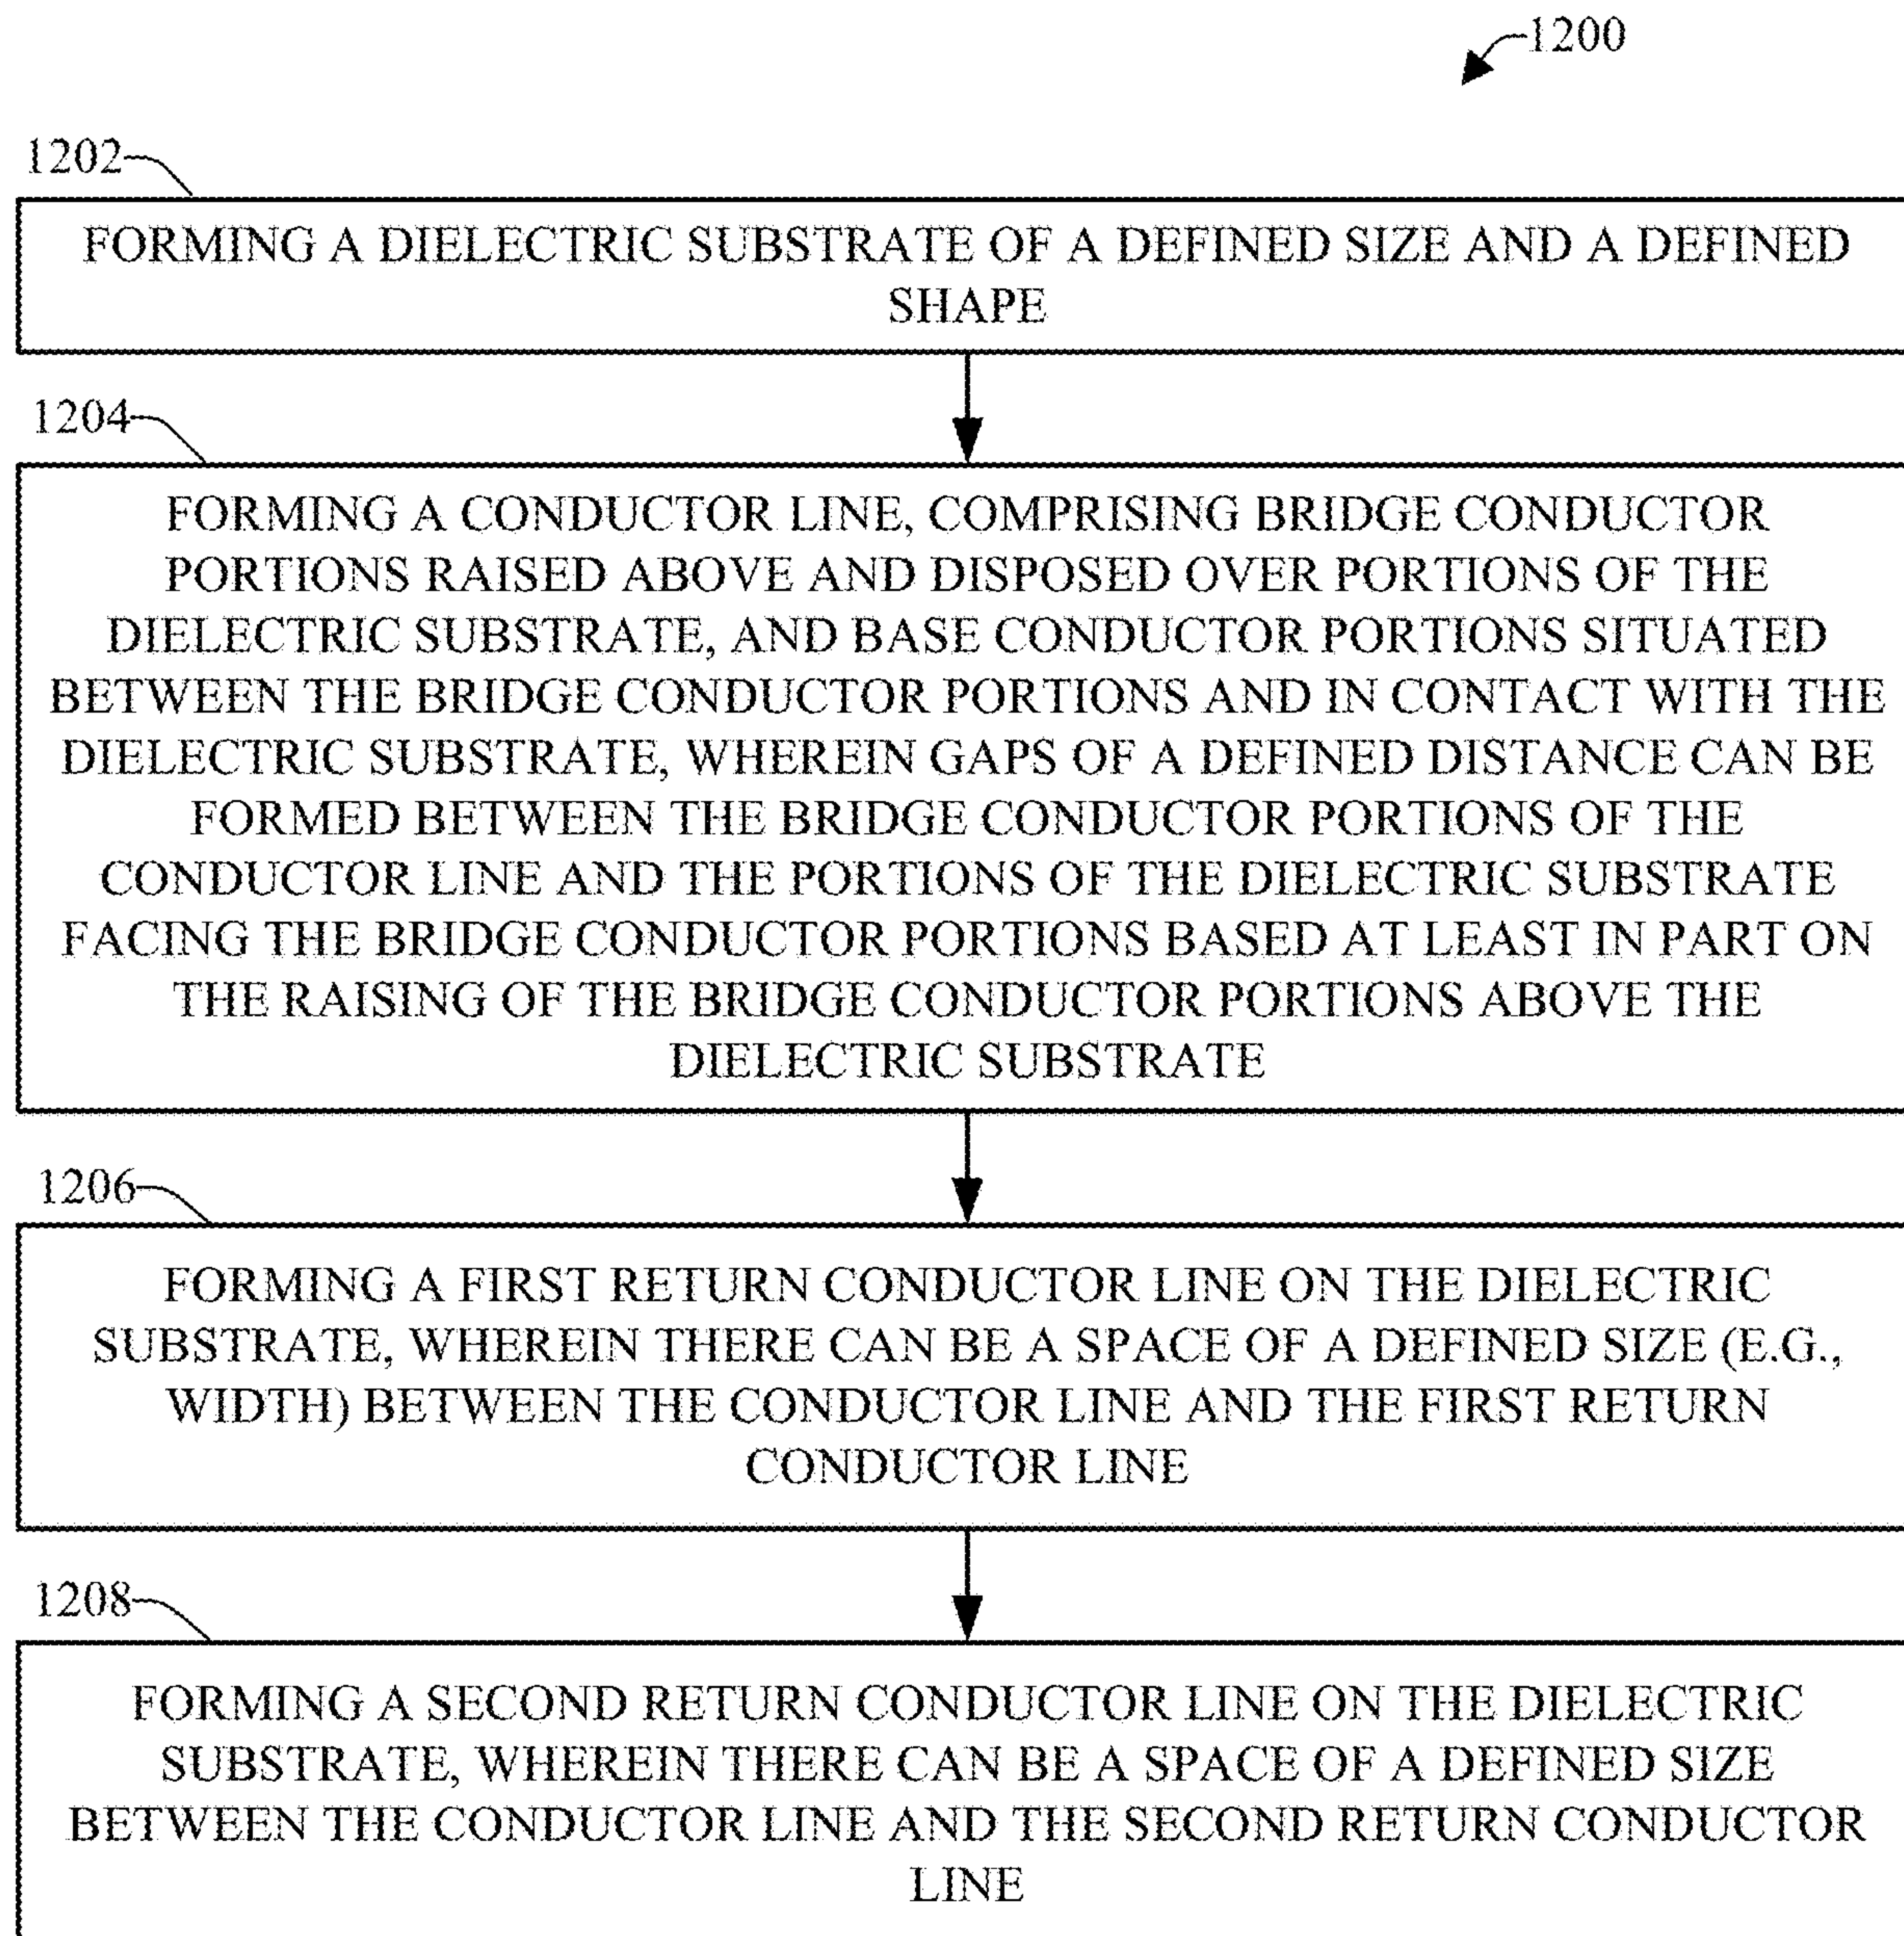 1200
1202
FORMING A DIELECTRIC SUBSTRATE OF A DEFINED SIZE AND A DEFINED
SHAPE
1204
FORMING A CONDUCTOR LINE, COMPRISING BRIDGE CONDUCTOR
PORTIONS RAISED ABOVE AND DISPOSED OVER PORTIONS OF THE
DIELECTRIC SUBSTRATE, AND BASE CONDUCTOR PORTIONS SITUATED
BETWEEN THE BRIDGE CONDUCTOR PORTIONS AND IN CONTACT WITH THE
DIELECTRIC SUBSTRATE, WHEREIN GAPS OF A DEFINED DISTANCE CAN BE
FORMED BETWEEN THE BRIDGE CONDUCTOR PORTIONS OF THE
CONDUCTOR LINE AND THE PORTIONS OF THE DIELECTRIC SUBSTRATE
FACING THE BRIDGE CONDUCTOR PORTIONS BASED AT LEAST IN PART ON
THE RAISING OF THE BRIDGE CONDUCTOR PORTIONS ABOVE THE
DIELECTRIC SUBSTRATE
1206
FORMING A FIRST RETURN CONDUCTOR LINE ON THE DIELECTRIC
SUBSTRATE, WHEREIN THERE CAN BE A SPACE OF A DEFINED SIZE (E.G.,
WIDTH) BETWEEN THE CONDUCTOR LINE AND THE FIRST RETURN
CONDUCTOR LINE
1208
FORMING A SECOND RETURN CONDUCTOR LINE ON THE DIELECTRIC
SUBSTRATE, WHEREIN THERE CAN BE A SPACE OF A DEFINED SIZE
BETWEEN THE CONDUCTOR LINE AND THE SECOND RETURN CONDUCTOR
LINE